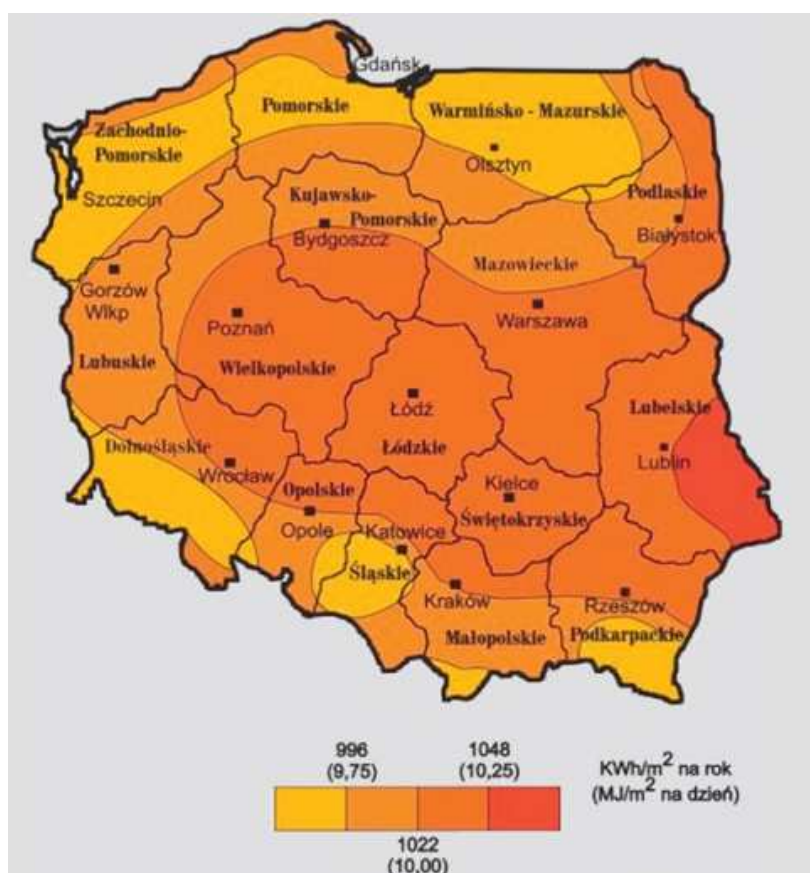 Gdańsk
Pomorskie
Warmińsko - Mazurskie
Zachodnio-
Pomorskie
Olsztyn
Szczecin
Kujawsko-
Pomorskie
Bydgoszcz
Podlaskie
Białystok
Gorzów
Wlkp
Mazowieckie
Poznań
Warszawa
Lubuskie
Wielkopolskie
Łódź
Łódzkie
Lubelskie
Lublin
Dolnośląskie
Wrocław
Opolskie
Opole
Kielce
Świętokrzyskie
Katowice
Śląskie
Kraków
Małopolskie
Rzeszów
Podkarpackie
996
(9,75)
1048
(10,25)
KWh/m² na rok
(MJ/m² na dzień)
1022
(10,00)